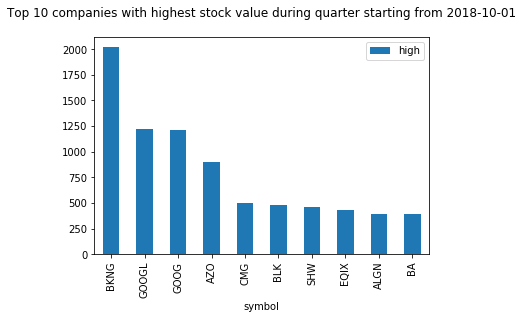 Top 10 companies with highest stock value during quarter starting from 2018-10-01
high
2000
1750
1500
1250
1000
750
500
250
0
BKNG
GOOGL
GOOG
AZO
CMG
BLK
SHW
EQIX
ALGN
BA
symbol